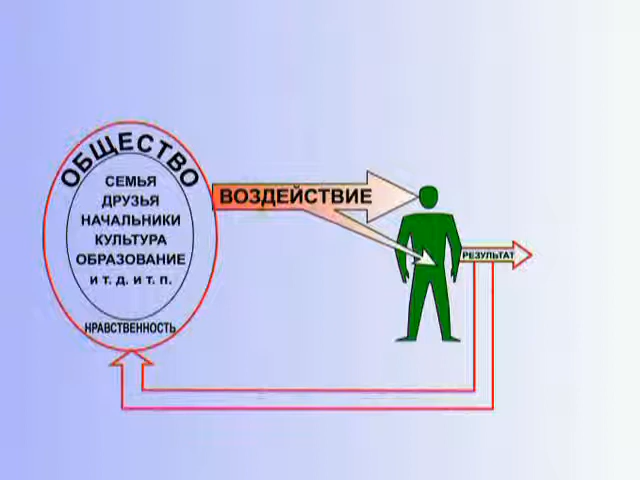 ОБЩЕСТВО
СЕМЬЯ
ДРУЗЬЯ
НАЧАЛЬНИКИ
КУЛЬТУРА
ОБРАЗОВАНИЕ
И Т. Д. И Т. П.
НРАВСТВЕННОСТЬ
ВОЗДЕЙСТВИЕ
РЕЗУЛЬТАТ